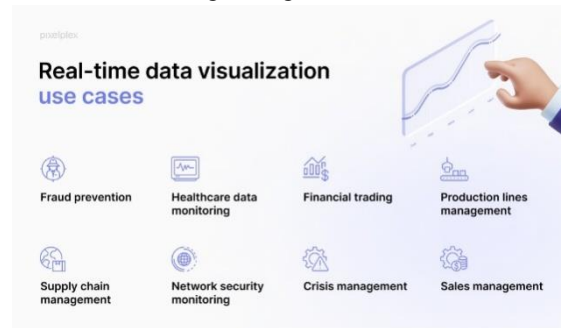 pixelplex
Real-time data visualization
use cases
Fraud prevention
Healthcare data
monitoring
Financial trading
Production lines
management
Supply chain
management
Network security
monitoring
Crisis management
Sales management